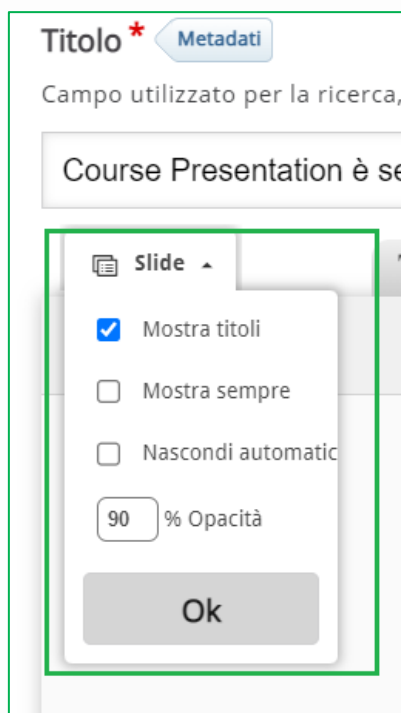 Titolo * Metadati
Campo utilizzato per la ricerca,
Course Presentation è se
Slide
Mostra titoli
Mostra sempre
Nascondi automatic
90 % Opacità
Ok